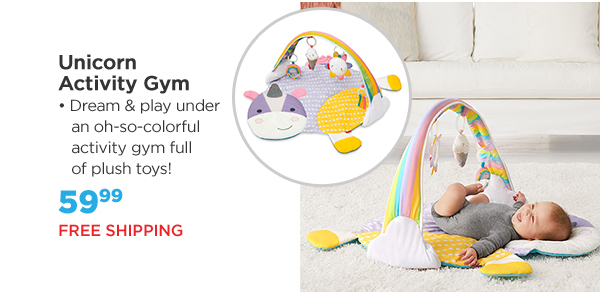 Unicorn
Activity Gym
• Dream & play under
an oh-so-colorful
activity gym full
of plush toys!
59⁹⁹
FREE SHIPPING